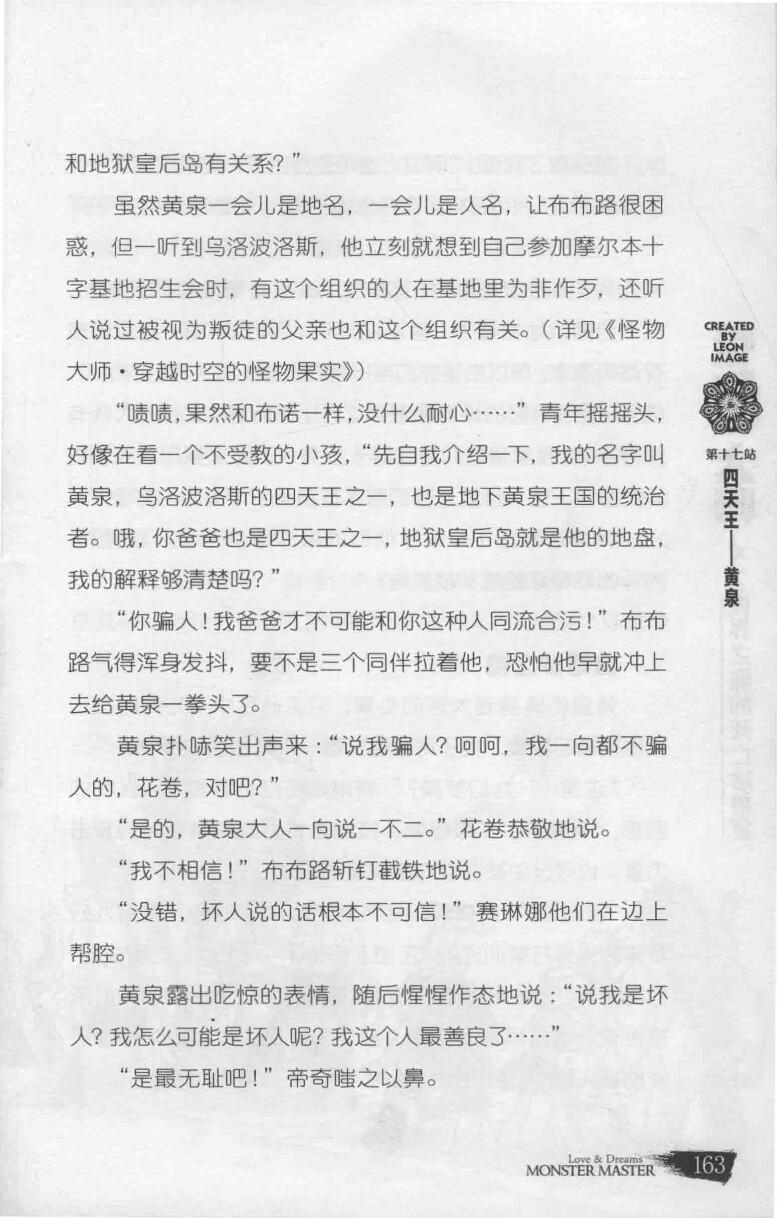 和地狱皇后岛有关系？”
虽然黄泉一会儿是地名，一会儿是人名，让布布路很困
惑，但一听到乌洛波洛斯，他立刻就想到自己参加摩尔本十
字基地招生会时，有这个组织的人在基地里为非作歹，还听
人说过被视为叛徒的父亲也和这个组织有关。（详见《怪物
大师·穿越时空的怪物果实》）
“啧啧，果然和布诺一样，没什么耐心……”青年摇摇头，
好像在看一个不受教的小孩，“先自我介绍一下，我的名字叫
黄泉，乌洛波洛斯的四天王之一，也是地下黄泉王国的统治
者。哦，你爸爸也是四天王之一，地狱皇后岛就是他的地盘，
我的解释够清楚吗？”
“你骗人！我爸爸才不可能和你这种人同流合污！”布布
路气得浑身发抖，要不是三个同伴拉着他，恐怕他早就冲上
去给黄泉一拳头了。
黄泉扑哧笑出声来：“说我骗人？呵呵，我一向都不骗
人的，花卷，对吧？”
“是的，黄泉大人一向说一不二。”花卷恭敬地说。
“我不相信！”布布路斩钉截铁地说。
“没错，坏人说的话根本不可信！”赛琳娜他们在边上
帮腔。
黄泉露出吃惊的表情，随后惺惺作态地说：“说我是坏
人？我怎么可能是坏人呢？我这个人最善良了……”
“是最无耻吧！”帝奇嗤之以鼻。
CREATED
BY
LEON
IMAGE
第十七站
四天王——黄泉
Love & Dreams
MONSTER MASTER
163